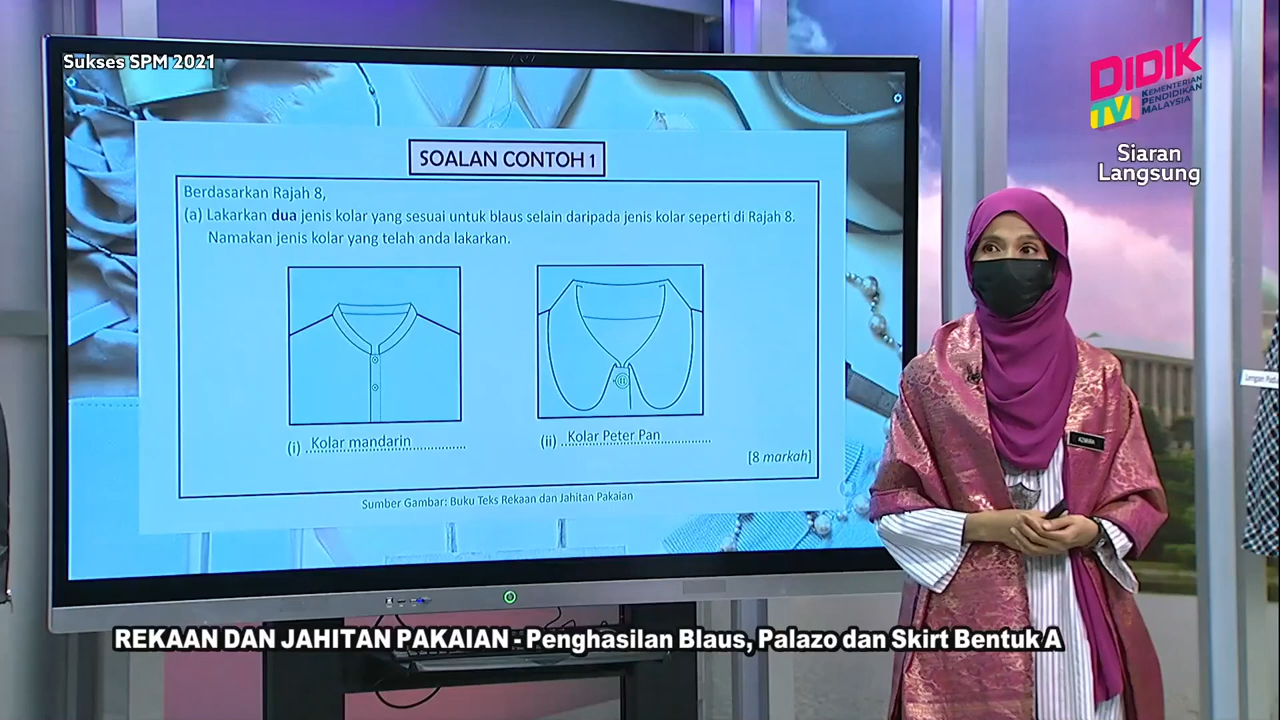 Sukses SPM 2021
DIDIK
TV
KEMENTERIAN
PENDIDIKAN
MALAYSIA
Siaran
Langsung
SOALAN CONTOH 1
Berdasarkan Rajah 8,
(a) Lakarkan dua jenis kolar yang sesuai untuk blaus selain daripada jenis kolar seperti di Rajah 8.
Namakan jenis kolar yang telah anda lakarkan.
(i) Kolar mandarin
(ii) Kolar Peter Pan
[8 markah]
Sumber Gambar: Buku Teks Rekaan dan Jahitan Pakaian
REKAAN DAN JAHITAN PAKAIAN - Penghasilan Blaus, Palazo dan Skirt Bentuk A